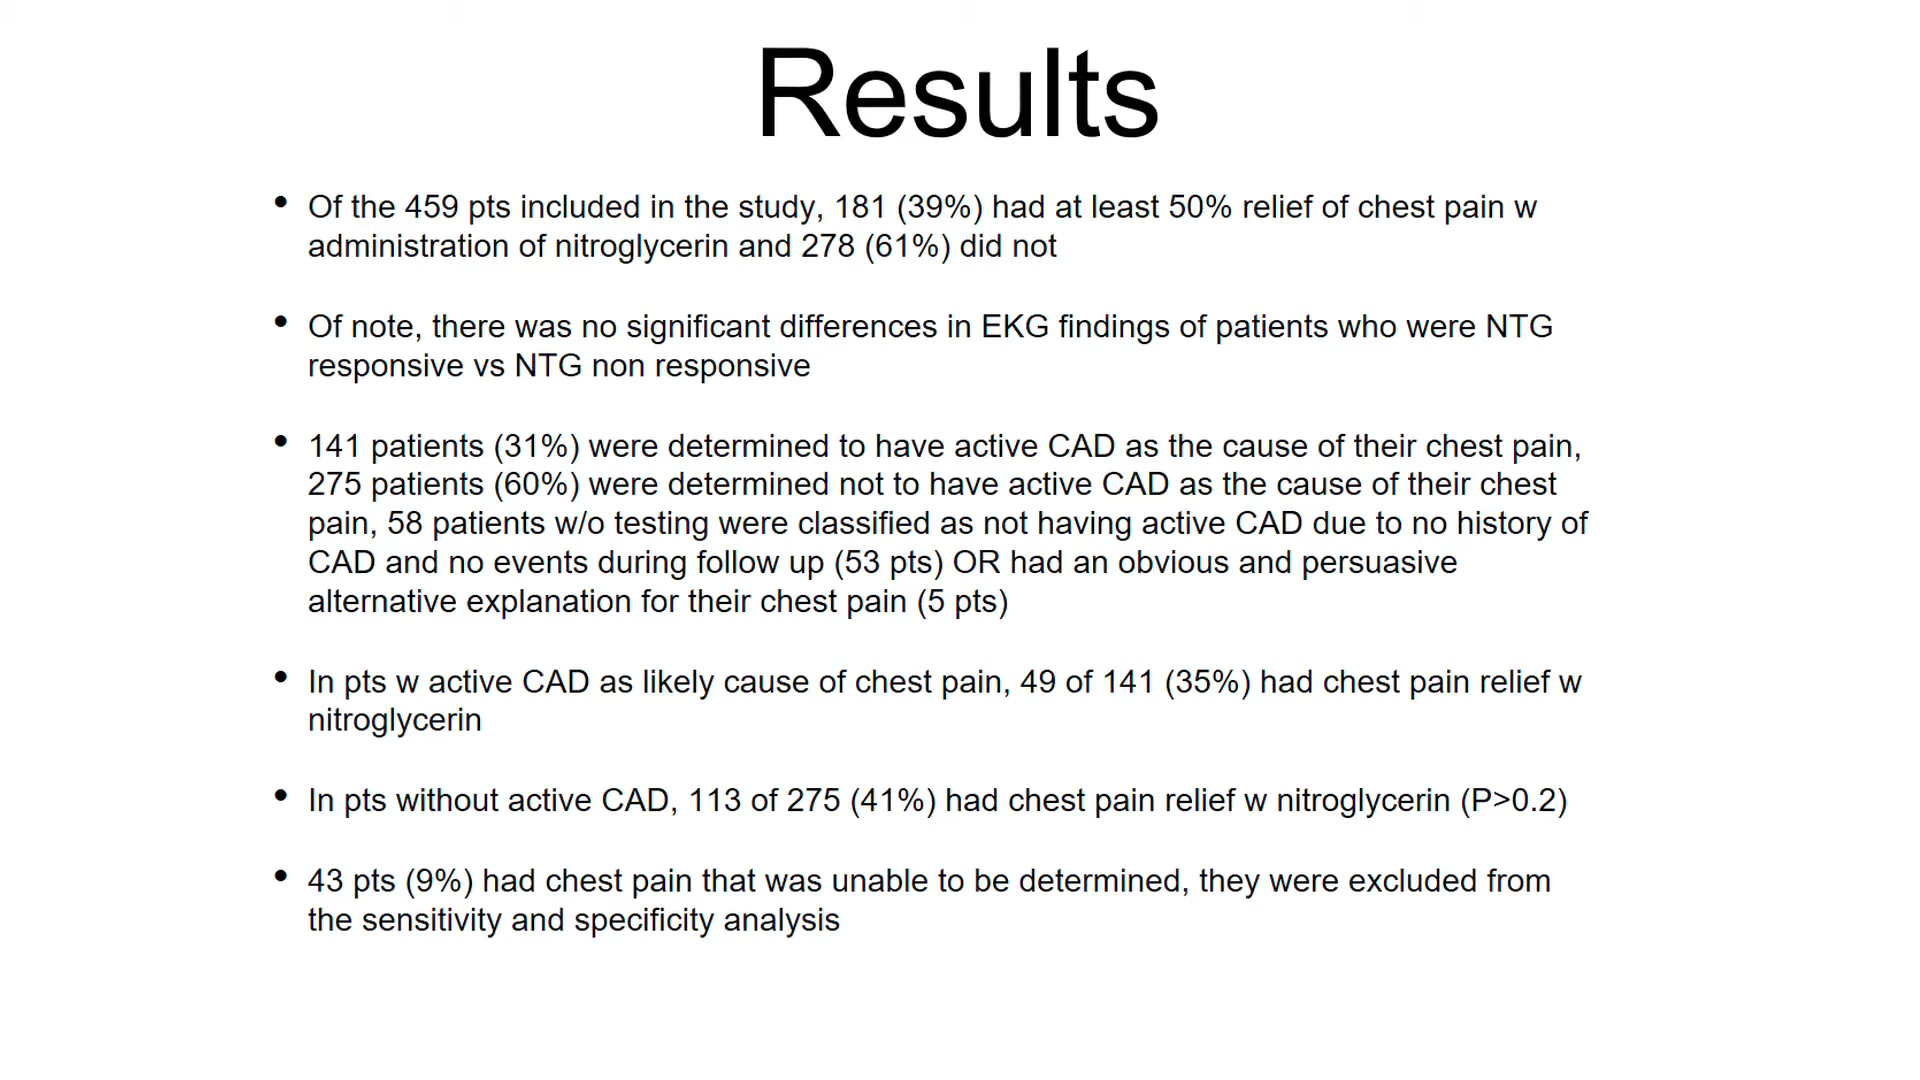 Results
• Of the 459 pts included in the study, 181 (39%) had at least 50% relief of chest pain w
administration of nitroglycerin and 278 (61%) did not
• Of note, there was no significant differences in EKG findings of patients who were NTG
responsive vs NTG non responsive
• 141 patients (31%) were determined to have active CAD as the cause of their chest pain,
275 patients (60%) were determined not to have active CAD as the cause of their chest
pain, 58 patients w/o testing were classified as not having active CAD due to no history of
CAD and no events during follow up (53 pts) OR had an obvious and persuasive
alternative explanation for their chest pain (5 pts)
• In pts w active CAD as likely cause of chest pain, 49 of 141 (35%) had chest pain relief w
nitroglycerin
• In pts without active CAD, 113 of 275 (41%) had chest pain relief w nitroglycerin (P>0.2)
• 43 pts (9%) had chest pain that was unable to be determined, they were excluded from
the sensitivity and specificity analysis